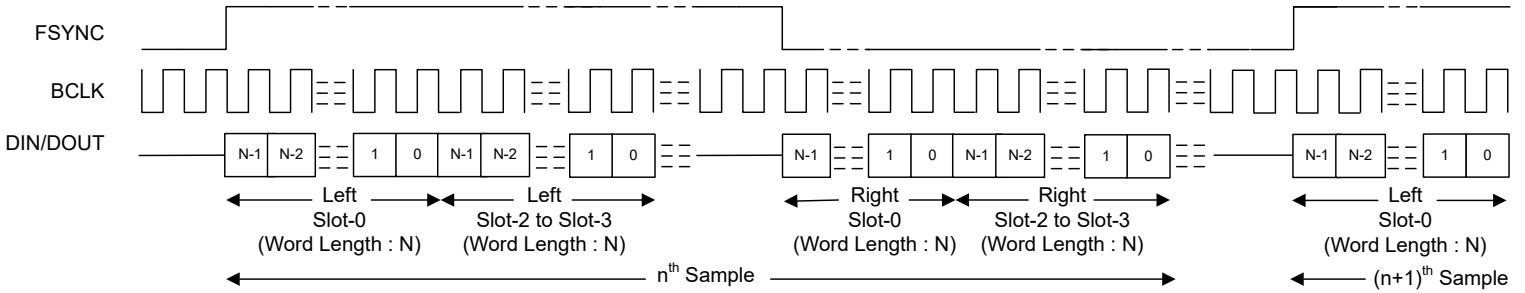 FSYNC
BCLK
DIN/DOUT
N-1 N-2 1 0 N-1 N-2 1 0 N-1 1 0 N-1 N-2 1 0 N-1 N-2 1 0
Left Left Right Right Left
Slot-0 Slot-2 to Slot-3 Slot-0 Slot-2 to Slot-3 Slot-0
(Word Length : N) (Word Length : N) (Word Length : N) (Word Length : N) (Word Length : N)
nth Sample (n+1)th Sample